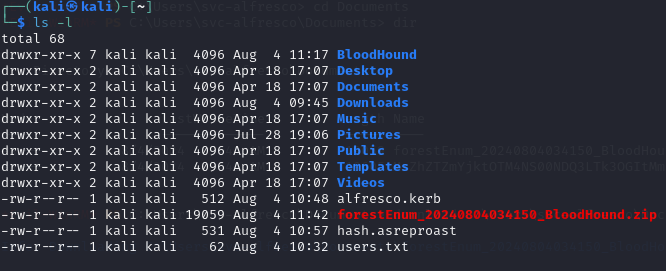 (kali㉿kali)-[~]
$ ls -l
total 68
drwxr-xr-x 7 kali kali 4096 Aug 4 11:17 BloodHound
drwxr-xr-x 2 kali kali 4096 Apr 18 17:07 Desktop
drwxr-xr-x 2 kali kali 4096 Apr 18 17:07 Documents
drwxr-xr-x 2 kali kali 4096 Aug 4 09:45 Downloads
drwxr-xr-x 2 kali kali 4096 Apr 18 17:07 Music
drwxr-xr-x 2 kali kali 4096 Jul 28 19:06 Pictures
drwxr-xr-x 2 kali kali 4096 Apr 18 17:07 Public
drwxr-xr-x 2 kali kali 4096 Apr 18 17:07 Templates
drwxr-xr-x 2 kali kali 4096 Apr 18 17:07 Videos
-rw-r--r-- 1 kali kali 512 Aug 4 10:48 alfresco.kerb
-rw-r--r-- 1 kali kali 19059 Aug 4 11:42 forestEnum_20240804034150_BloodHound.zip
-rw-r--r-- 1 kali kali 531 Aug 4 10:57 hash.asreproast
-rw-r--r-- 1 kali kali 62 Aug 4 10:32 users.txt